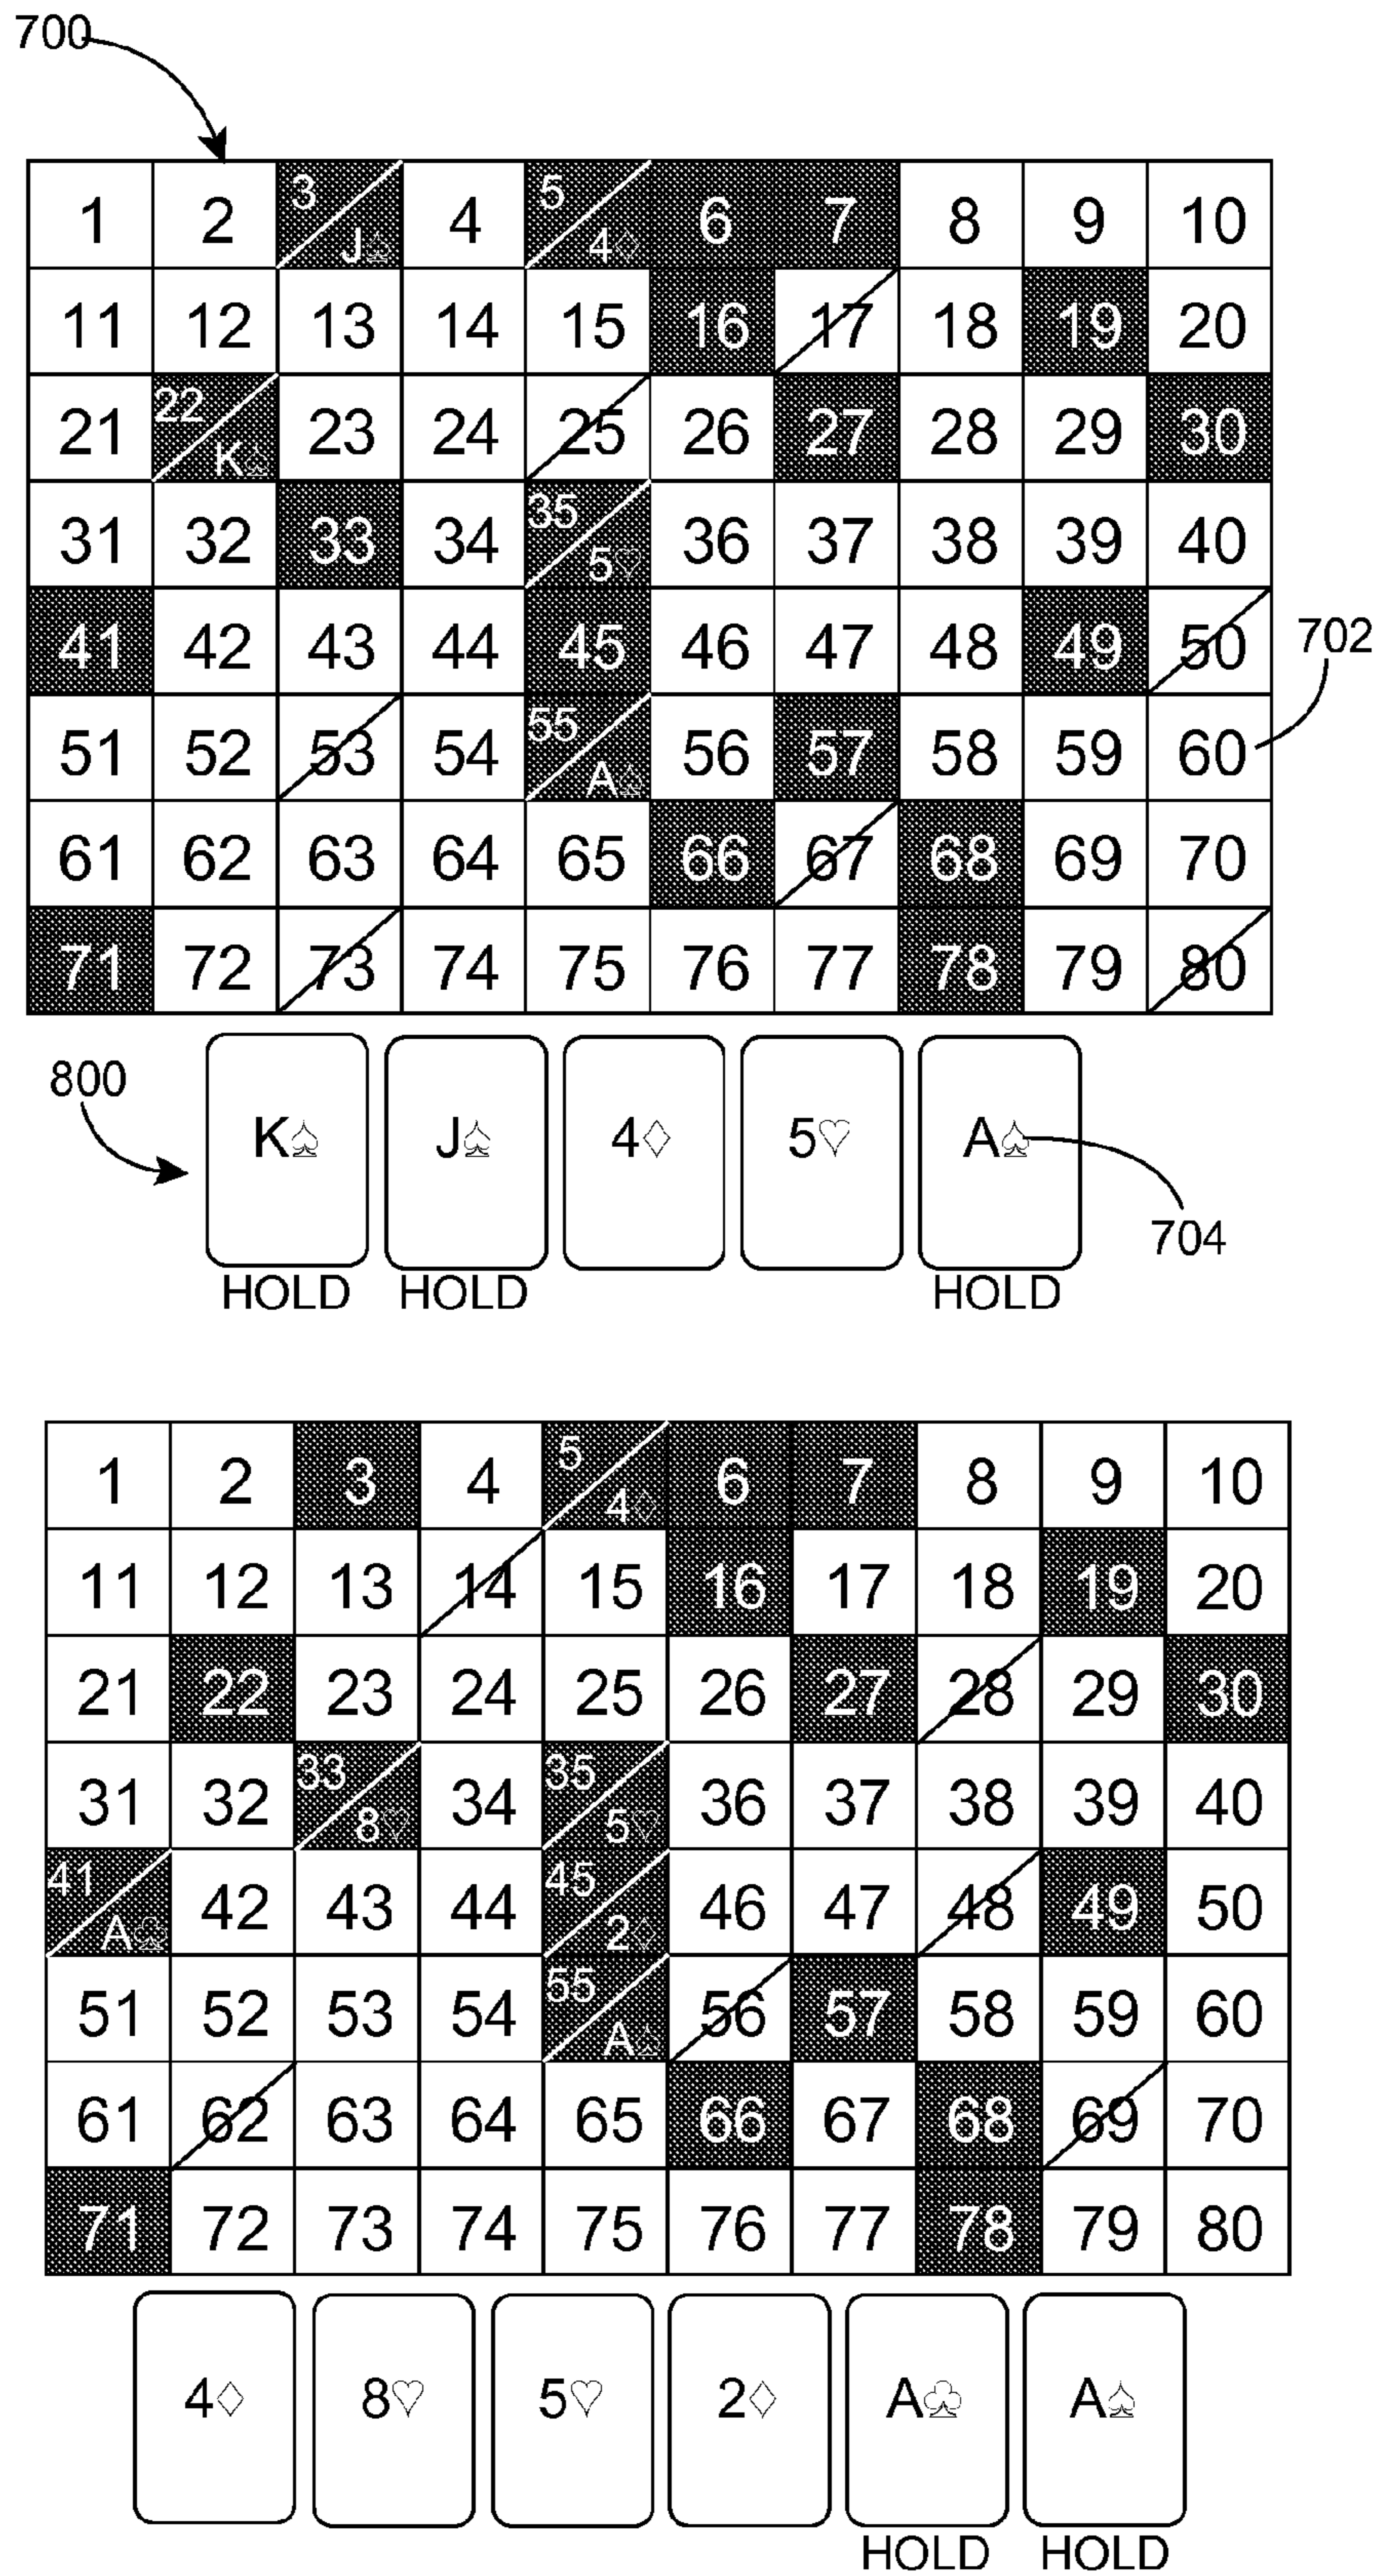 700
1 2 3 J♤ 4 5 4♢ 6 7 8 9 10
11 12 13 14 15 16 17 18 19 20
21 22 K♤ 23 24 25 26 27 28 29 30
31 32 33 34 35 5♡ 36 37 38 39 40
41 42 43 44 45 46 47 48 49 50
702
51 52 53 54 55 A♤ 56 57 58 59 60
61 62 63 64 65 66 67 68 69 70
71 72 73 74 75 76 77 78 79 80
800
K♤ J♤ 4♢ 5♡ A♤
704
HOLD HOLD HOLD
1 2 3 4 5 4♢ 6 7 8 9 10
11 12 13 14 15 16 17 18 19 20
21 22 23 24 25 26 27 28 29 30
31 32 33 8♡ 34 35 5♡ 36 37 38 39 40
41 A♧ 42 43 44 45 2♢ 46 47 48 49 50
51 52 53 54 55 A♤ 56 57 58 59 60
61 62 63 64 65 66 67 68 69 70
71 72 73 74 75 76 77 78 79 80
4♢ 8♡ 5♡ 2♢ A♧ A♤
HOLD HOLD